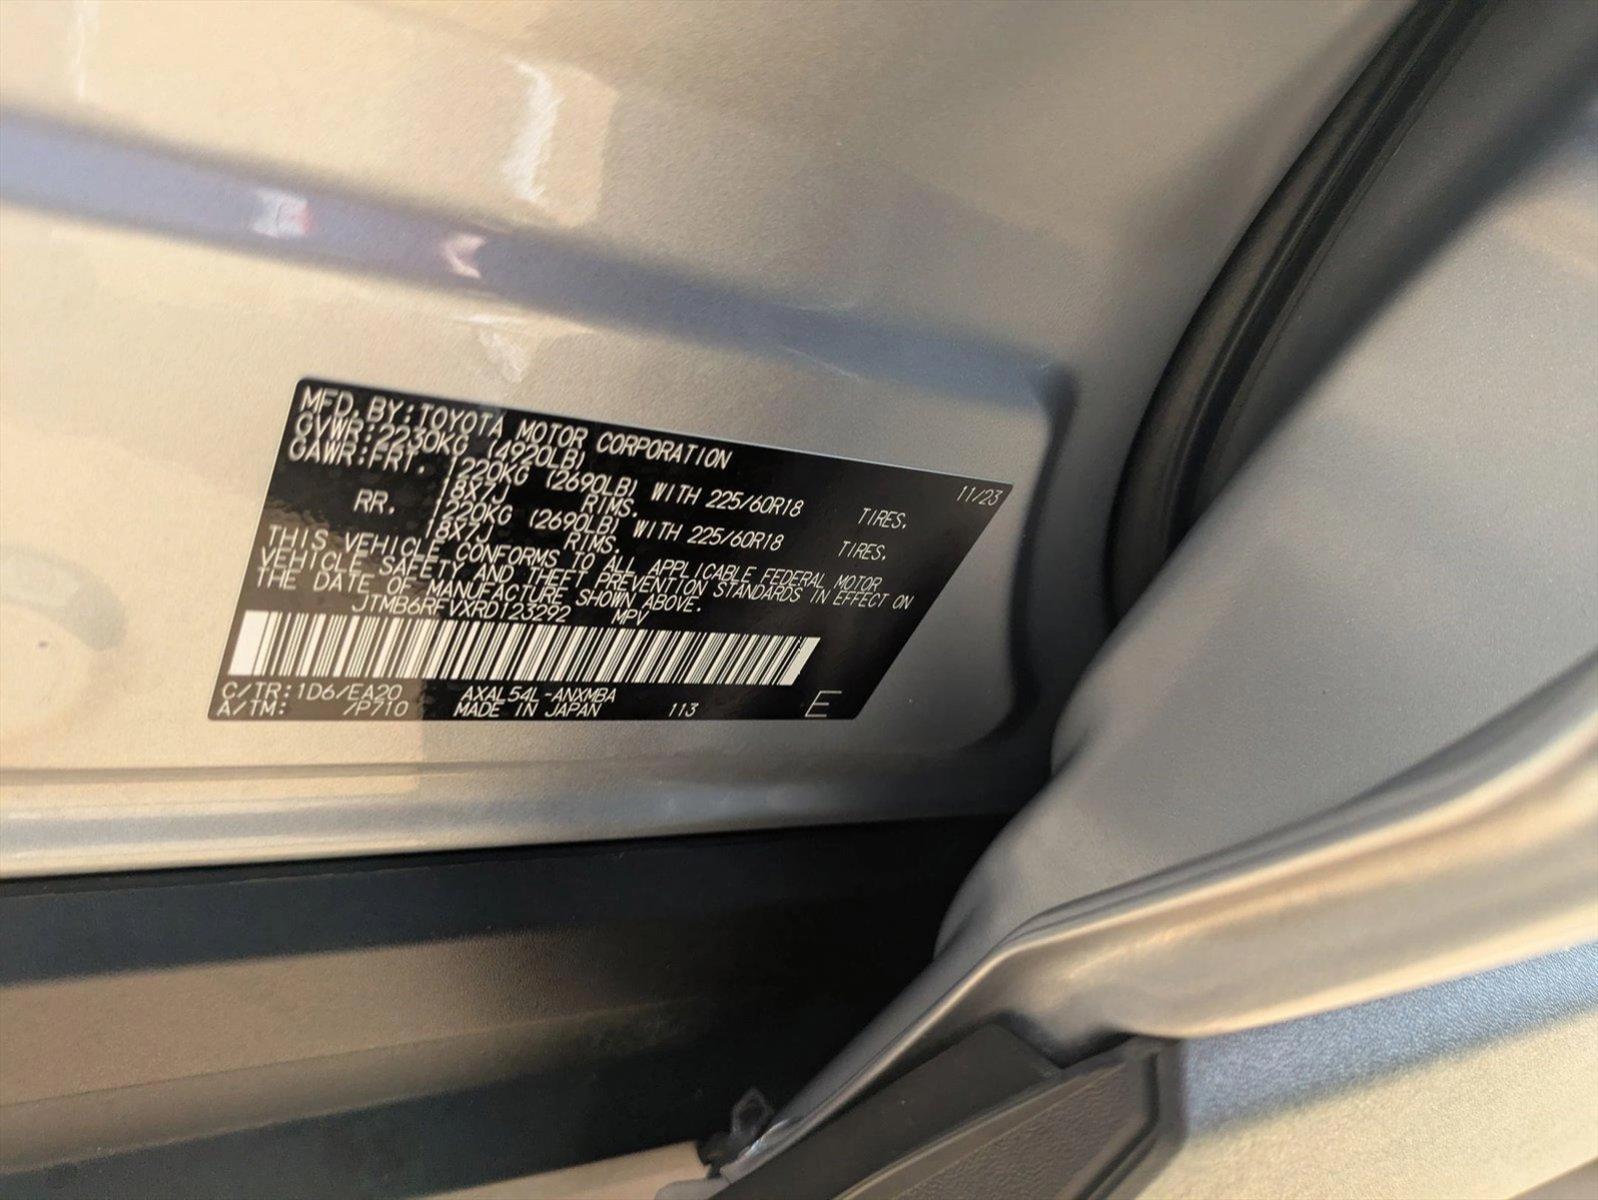 MFD. BY: TOYOTA MOTOR CORPORATION 11/23
GVWR: 2230KG (4920LB)
GAWR: FRT. 1220KG (2690LB) WITH 225/60R18 TIRES.
18X7J RIMS.
RR. 1220KG (2690LB) WITH 225/60R18 TIRES.
18X7J RIMS.
THIS VEHICLE CONFORMS TO ALL APPLICABLE FEDERAL MOTOR
VEHICLE SAFETY AND THEFT PREVENTION STANDARDS IN EFFECT ON
THE DATE OF MANUFACTURE SHOWN ABOVE.
JTMB6RFVXRD123292 MPV
C/TR: 1D6/EA20 AXAL54L-ANXMBA
A/TM: /P710 MADE IN JAPAN 113 E